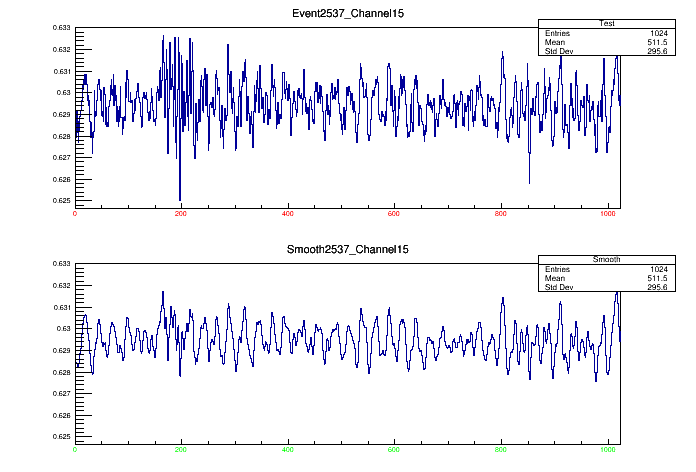 Event2537_Channel15
Test
Entries 1024
Mean 511.5
Std Dev 295.6
0.633
0.632
0.631
0.63
0.629
0.628
0.627
0.626
0.625
0 200 400 600 800 1000
Smooth2537_Channel15
Smooth
Entries 1024
Mean 511.5
Std Dev 295.6
0.633
0.632
0.631
0.63
0.629
0.628
0.627
0.626
0.625
0 200 400 600 800 1000